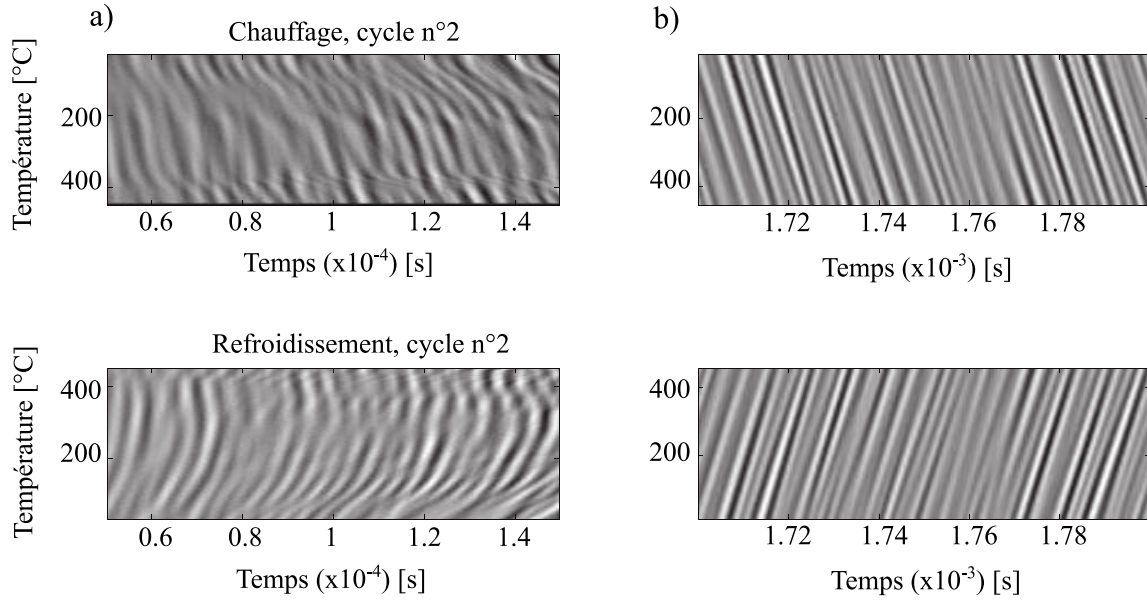 a)
Chauffage, cycle n°2
Température [°C]
200
400
0.6 0.8 1 1.2 1.4
Temps (x10⁻⁴) [s]
b)
200
400
1.72 1.74 1.76 1.78
Temps (x10⁻³) [s]
Refroidissement, cycle n°2
Température [°C]
400
200
0.6 0.8 1 1.2 1.4
Temps (x10⁻⁴) [s]
400
200
1.72 1.74 1.76 1.78
Temps (x10⁻³) [s]